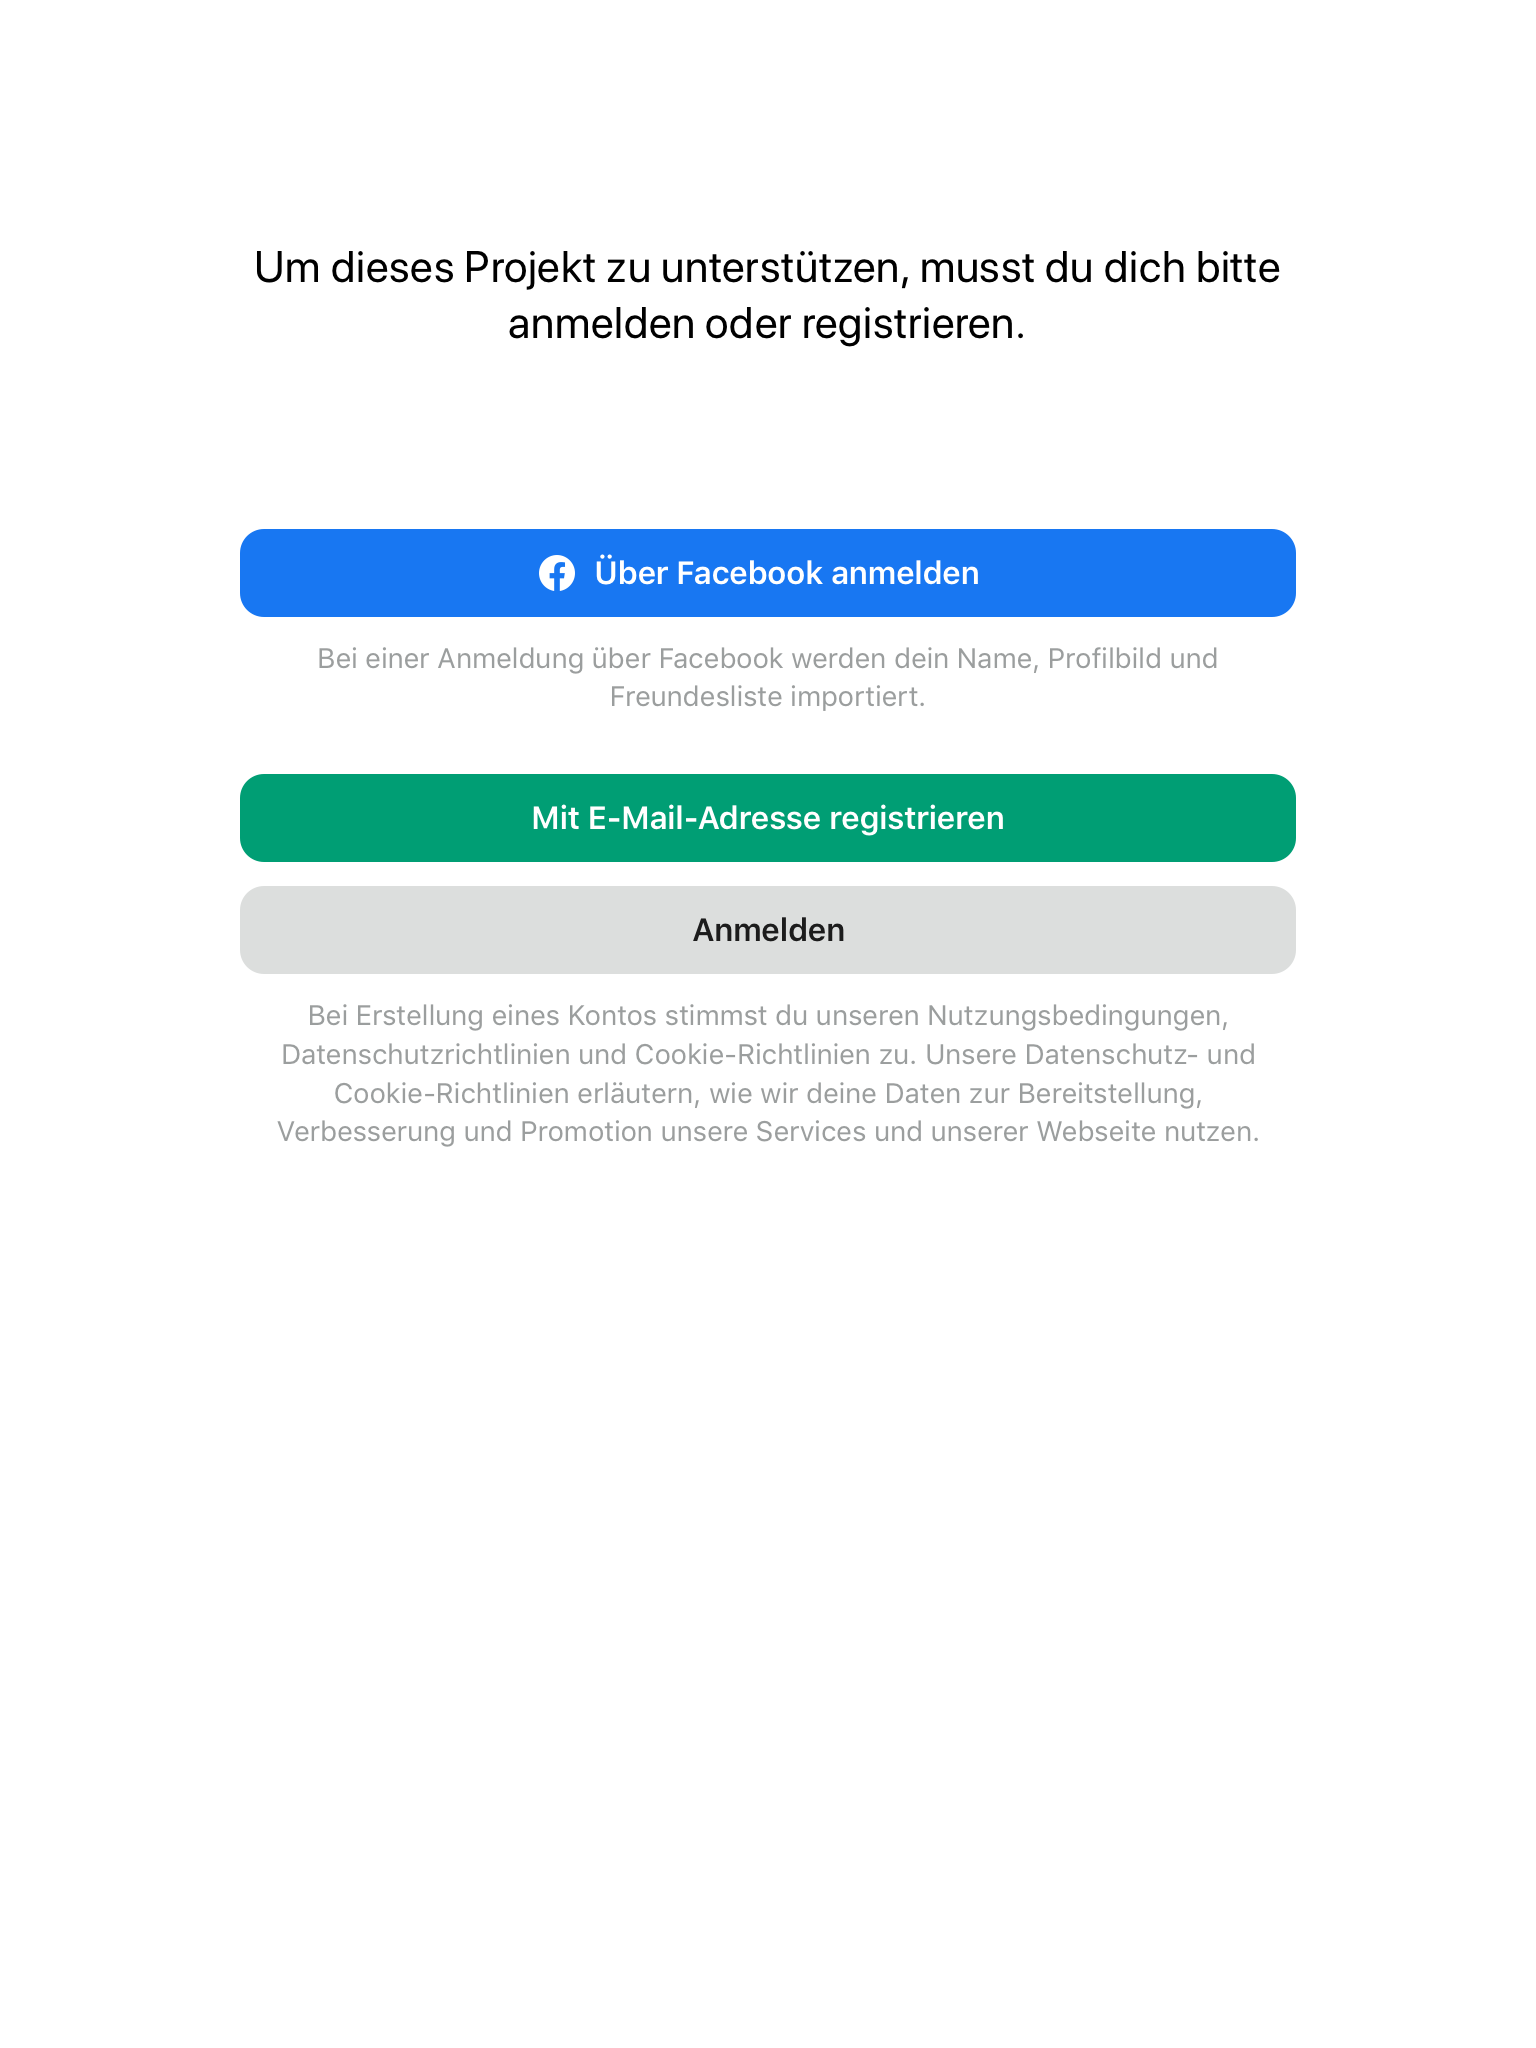 Um dieses Projekt zu unterstützen, musst du dich bitte
anmelden oder registrieren.
Über Facebook anmelden
Bei einer Anmeldung über Facebook werden dein Name, Profilbild und
Freundesliste importiert.
Mit E-Mail-Adresse registrieren
Anmelden
Bei Erstellung eines Kontos stimmst du unseren Nutzungsbedingungen,
Datenschutzrichtlinien und Cookie-Richtlinien zu. Unsere Datenschutz- und
Cookie-Richtlinien erläutern, wie wir deine Daten zur Bereitstellung,
Verbesserung und Promotion unsere Services und unserer Webseite nutzen.